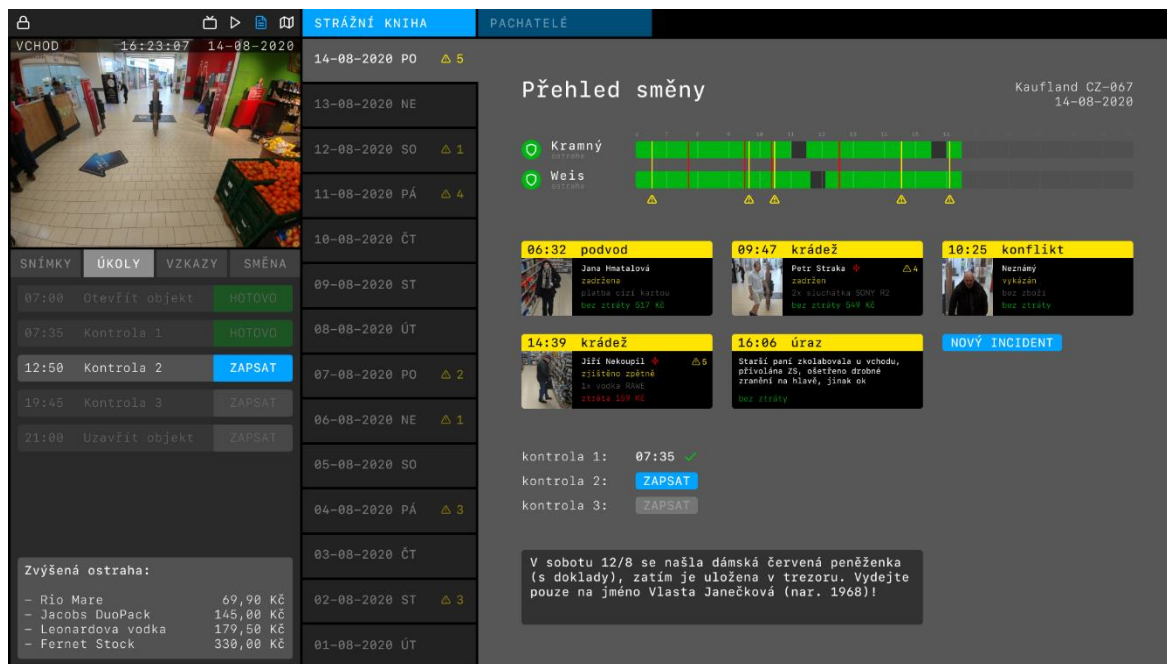 VCHOD 16:23:07 14-08-2020
SNÍMKY ÚKOLY VZKAZY SMĚNA
07:00 Otevřít objekt HOTOVO
07:35 Kontrola 1 HOTOVO
12:50 Kontrola 2 ZAPSAT
19:45 Kontrola 3 ZAPSAT
21:00 Uzavřít objekt ZAPSAT
Zvýšená ostraha:
– Rio Mare 69,90 Kč
– Jacobs DuoPack 145,00 Kč
– Leonardova vodka 179,50 Kč
– Fernet Stock 330,00 Kč
STRÁŽNÍ KNIHA
PACHATELÉ
14-08-2020 PO 5
13-08-2020 NE
12-08-2020 SO 1
11-08-2020 PÁ 4
10-08-2020 ČT
09-08-2020 ST
08-08-2020 ÚT
07-08-2020 PO 2
06-08-2020 NE 1
05-08-2020 SO
04-08-2020 PÁ 3
03-08-2020 ČT
02-08-2020 ST 3
01-08-2020 ÚT
Přehled směny
Kaufland CZ-067
14-08-2020
6 7 8 9 10 11 12 13 14 15 16
Kramný
ostraha
Weis
ostraha
06:32 podvod
Jana Hmatalová
zadržena
platba cizí kartou
bez ztráty 517 Kč
09:47 krádež
Petr Straka 4
zadržen
2x sluchátka SONY R2
bez ztráty 549 Kč
10:25 konflikt
Neznámý
vykázán
bez zboží
bez ztráty
14:39 krádež
Jiří Nekoupil 5
zjištěno zpětně
1x vodka RAWE
ztráta 159 Kč
16:06 úraz
Starší paní zkolabovala u vchodu,
přivolána ZS, ošetřeno drobné
zranění na hlavě, jinak ok
bez ztráty
NOVÝ INCIDENT
kontrola 1: 07:35
kontrola 2: ZAPSAT
kontrola 3: ZAPSAT
V sobotu 12/8 se našla dámská červená peněženka
(s doklady), zatím je uložena v trezoru. Vydejte
pouze na jméno Vlasta Janečková (nar. 1968)!